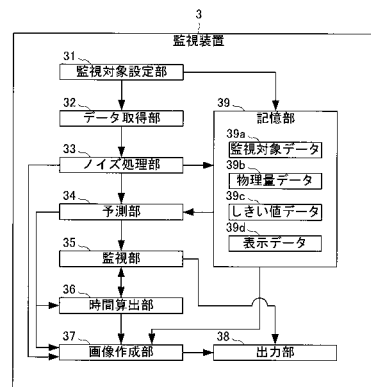 3
監視装置
31
監視対象設定部
32
データ取得部
33
ノイズ処理部
34
予測部
35
監視部
36
時間算出部
37
画像作成部
39
記憶部
39a
監視対象データ
39b
物理量データ
39c
しきい値データ
39d
表示データ
38
出力部